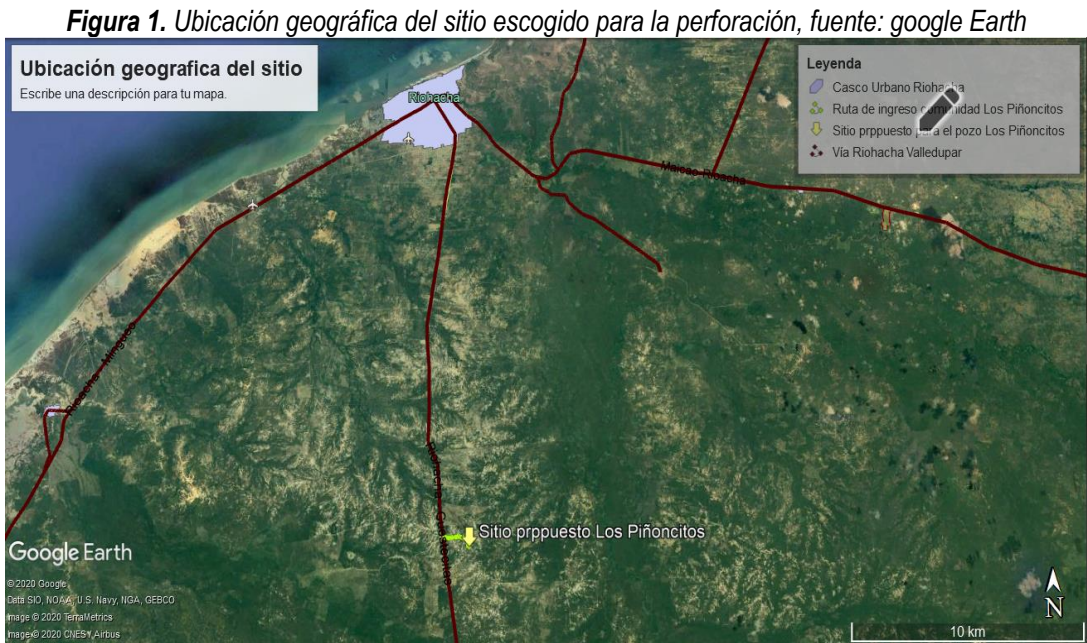 Figura 1. Ubicación geográfica del sitio escogido para la perforación, fuente: google Earth
Ubicación geografica del sitio
Escribe una descripción para tu mapa.
Leyenda
Casco Urbano Riohacha
Ruta de ingreso comunidad Los Piñoncitos
Sitio prppuesto para el pozo Los Piñoncitos
Vía Riohacha Valledupar
Riohacha
Maicao Rioacha
Rioacha - Mingueo
Riohacha
Sitio prppuesto Los Piñoncitos
Google Earth
© 2020 Google
Data SIO, NOAA, U.S. Navy, NGA, GEBCO
Image © 2020 TerraMetrics
Image © 2020 CNES / Airbus
N
10 km